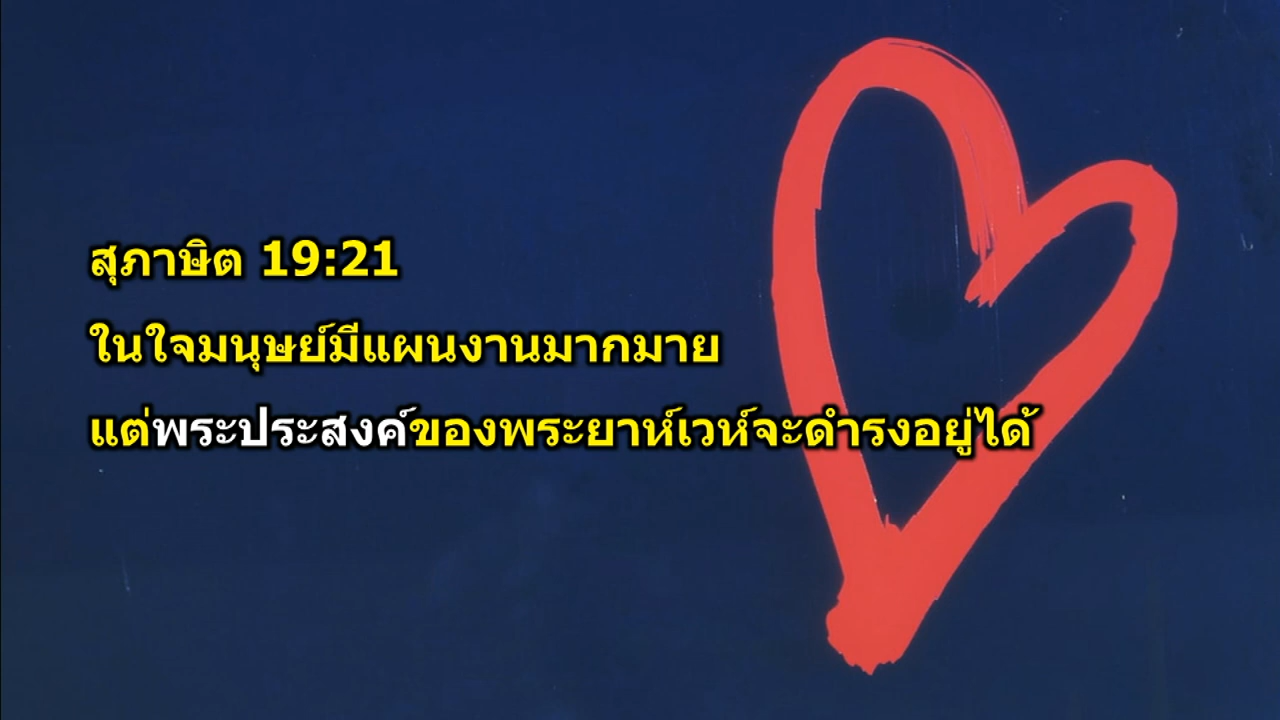 สุภาษิต 19:21
ในใจมนุษย์มีแผนงานมากมาย
แต่พระประสงค์ของพระยาห์เวห์จะดำรงอยู่ได้